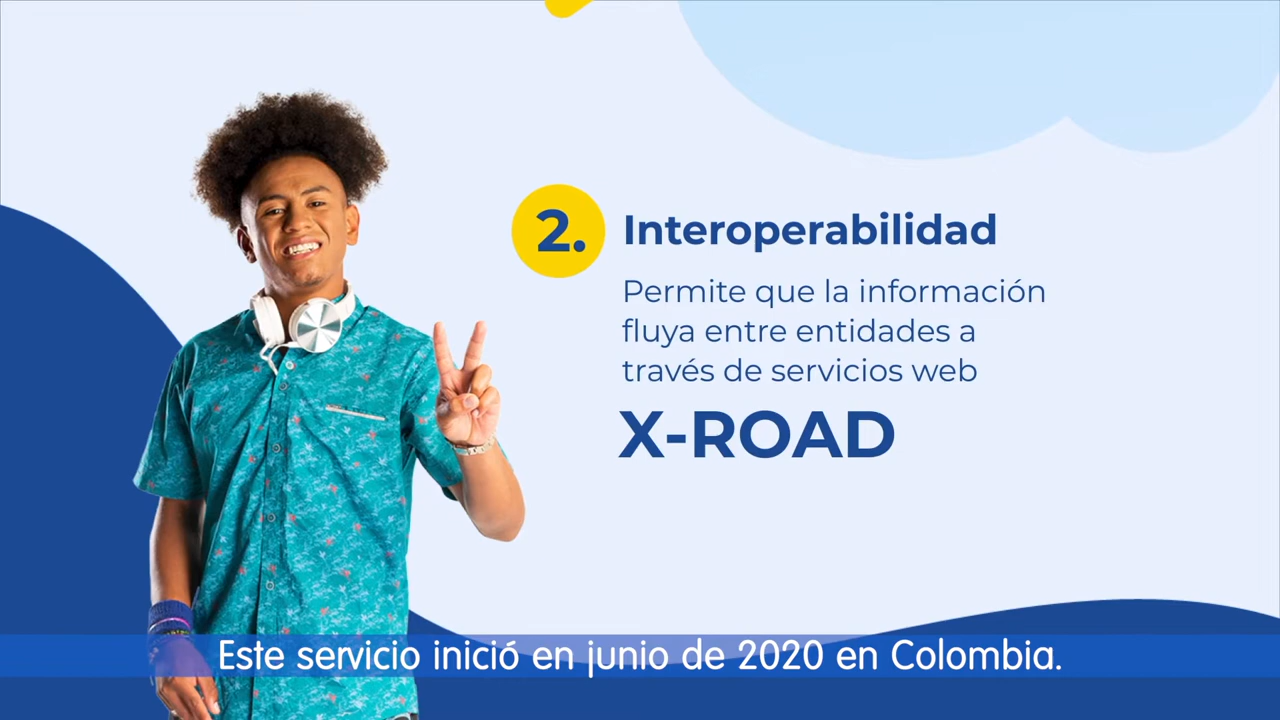 2. Interoperabilidad
Permite que la información
fluya entre entidades a
través de servicios web
X-ROAD
Este servicio inició en junio de 2020 en Colombia.